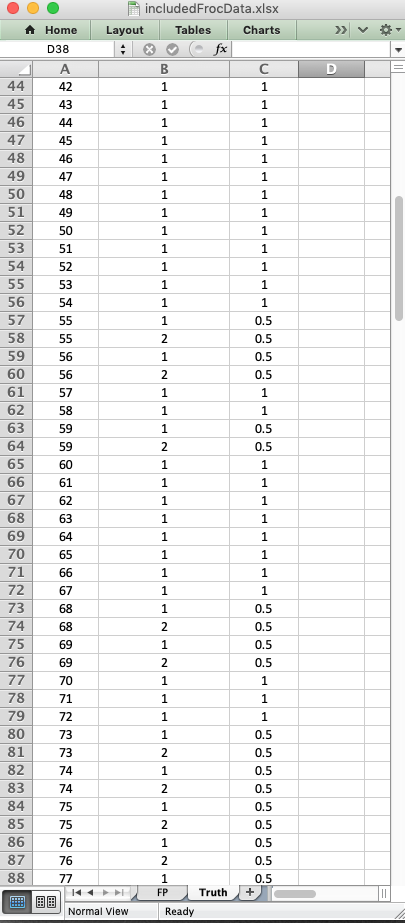 includedFrocData.xlsx
Home Layout Tables Charts
D38 fx
A B C D
44 42 1 1
45 43 1 1
46 44 1 1
47 45 1 1
48 46 1 1
49 47 1 1
50 48 1 1
51 49 1 1
52 50 1 1
53 51 1 1
54 52 1 1
55 53 1 1
56 54 1 1
57 55 1 0.5
58 55 2 0.5
59 56 1 0.5
60 56 2 0.5
61 57 1 1
62 58 1 1
63 59 1 0.5
64 59 2 0.5
65 60 1 1
66 61 1 1
67 62 1 1
68 63 1 1
69 64 1 1
70 65 1 1
71 66 1 1
72 67 1 1
73 68 1 0.5
74 68 2 0.5
75 69 1 0.5
76 69 2 0.5
77 70 1 1
78 71 1 1
79 72 1 1
80 73 1 0.5
81 73 2 0.5
82 74 1 0.5
83 74 2 0.5
84 75 1 0.5
85 75 2 0.5
86 76 1 0.5
87 76 2 0.5
88 77 1 0.5
FP Truth +
Normal View Ready